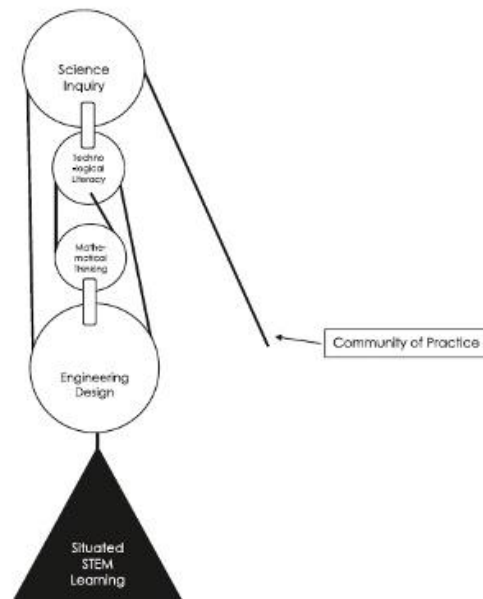 Science
Inquiry
Techno
-logical
Literacy
Mathe-
matical
Thinking
Community of Practice
Engineering
Design
Situated
STEM
Learning